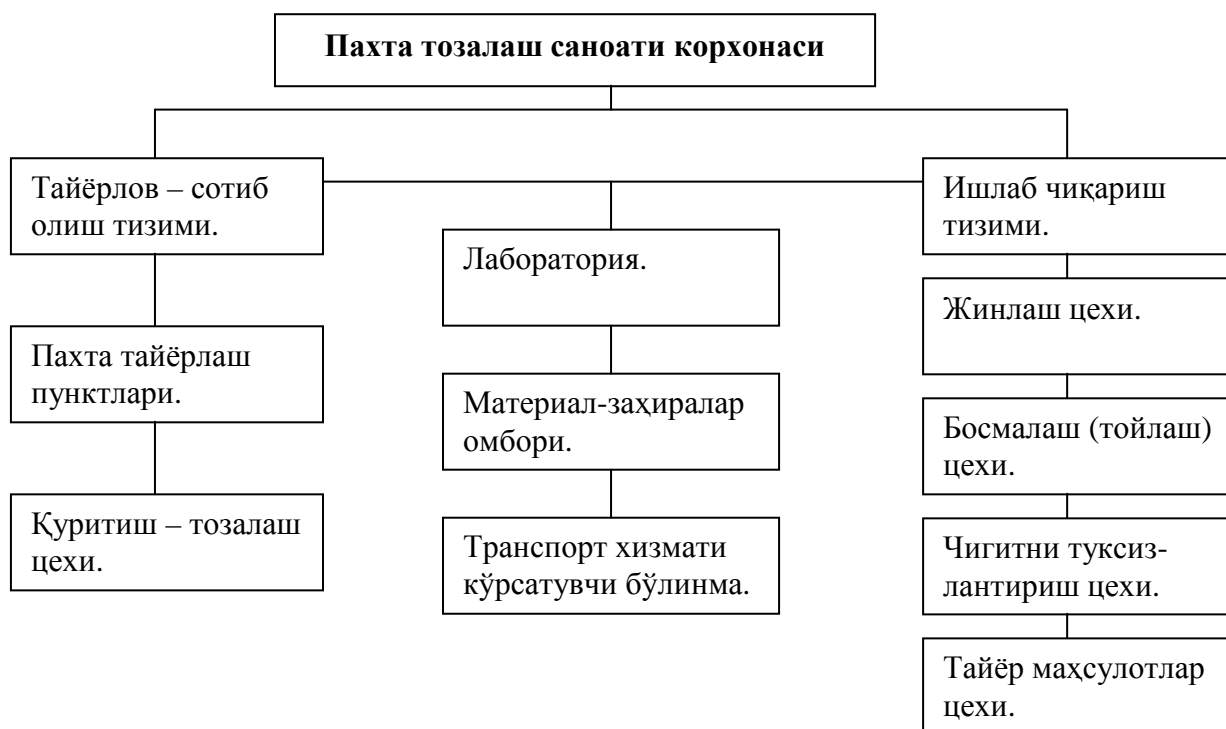 Пахта тозалаш саноати корхонаси
Тайёрлов – сотиб
олиш тизими.
Пахта тайёрлаш
пунктлари.
Қуритиш – тозалаш
цехи.
Лаборатория.
Материал-заҳиралар
омбори.
Транспорт хизмати
кўрсатувчи бўлинма.
Ишлаб чиқариш
тизими.
Жинлаш цехи.
Босмалаш (тойлаш)
цехи.
Чигитни туксиз-
лантириш цехи.
Тайёр маҳсулотлар
цехи.